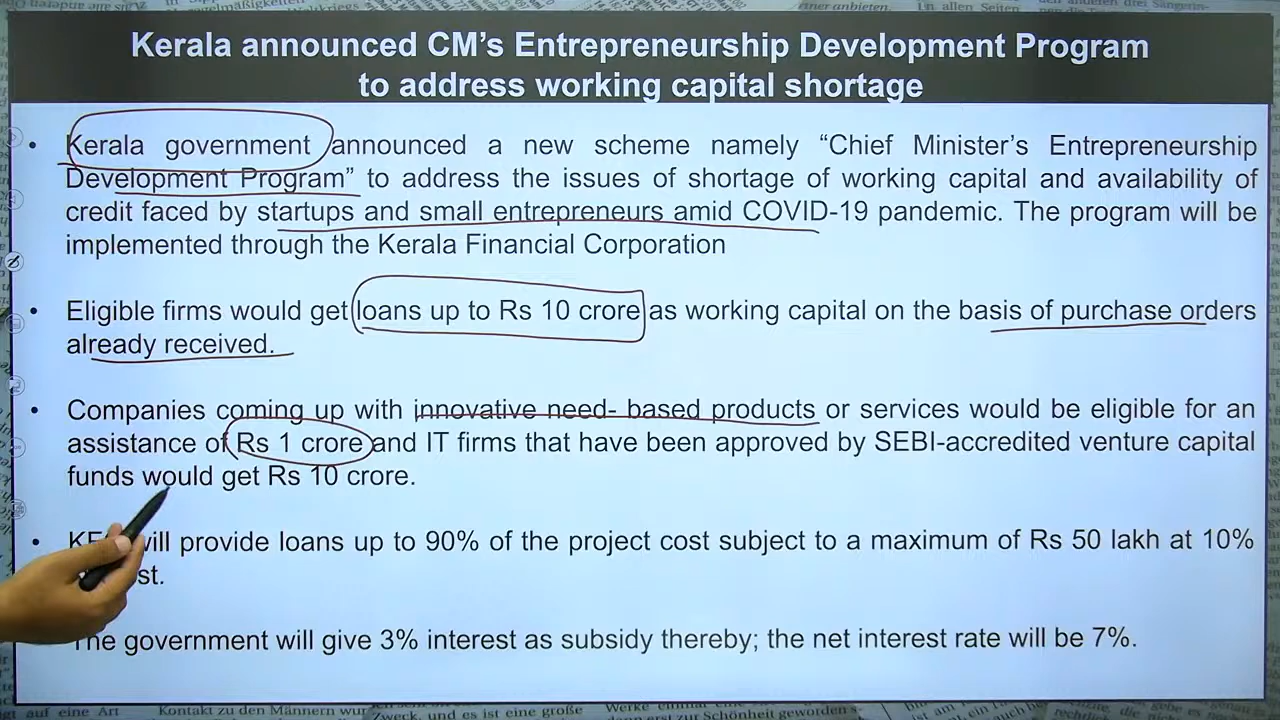 Kerala announced CM's Entrepreneurship Development Program
to address working capital shortage
• Kerala government announced a new scheme namely “Chief Minister’s Entrepreneurship
Development Program” to address the issues of shortage of working capital and availability of
credit faced by startups and small entrepreneurs amid COVID-19 pandemic. The program will be
implemented through the Kerala Financial Corporation
• Eligible firms would get loans up to Rs 10 crore as working capital on the basis of purchase orders
already received.
• Companies coming up with innovative need- based products or services would be eligible for an
assistance of Rs 1 crore and IT firms that have been approved by SEBI-accredited venture capital
funds would get Rs 10 crore.
• will provide loans up to 90% of the project cost subject to a maximum of Rs 50 lakh at 10%
The government will give 3% interest as subsidy thereby; the net interest rate will be 7%.